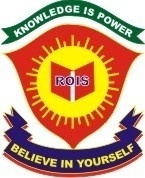 KNOWLEDGE IS POWER
ROIS
BELIEVE IN YOURSELF